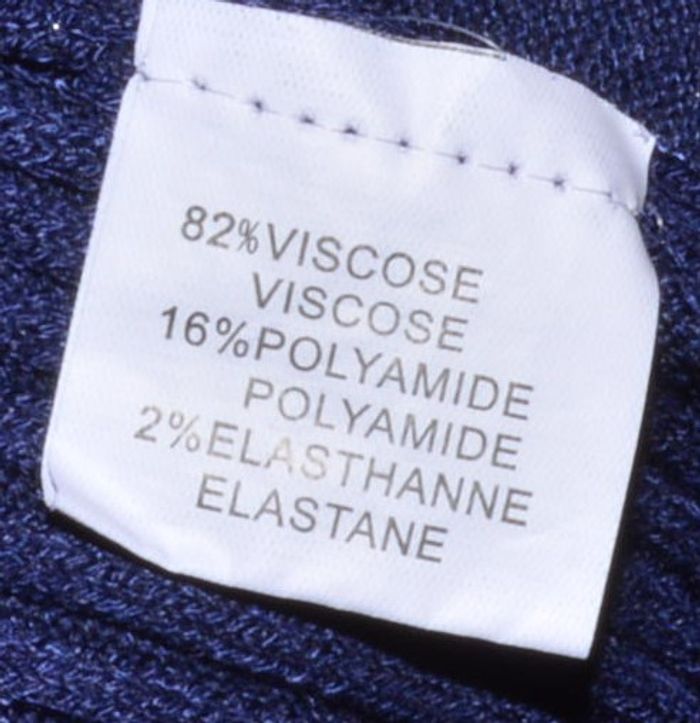 82%VISCOSE
VISCOSE
16%POLYAMIDE
POLYAMIDE
2%ELASTHANNE
ELASTANE